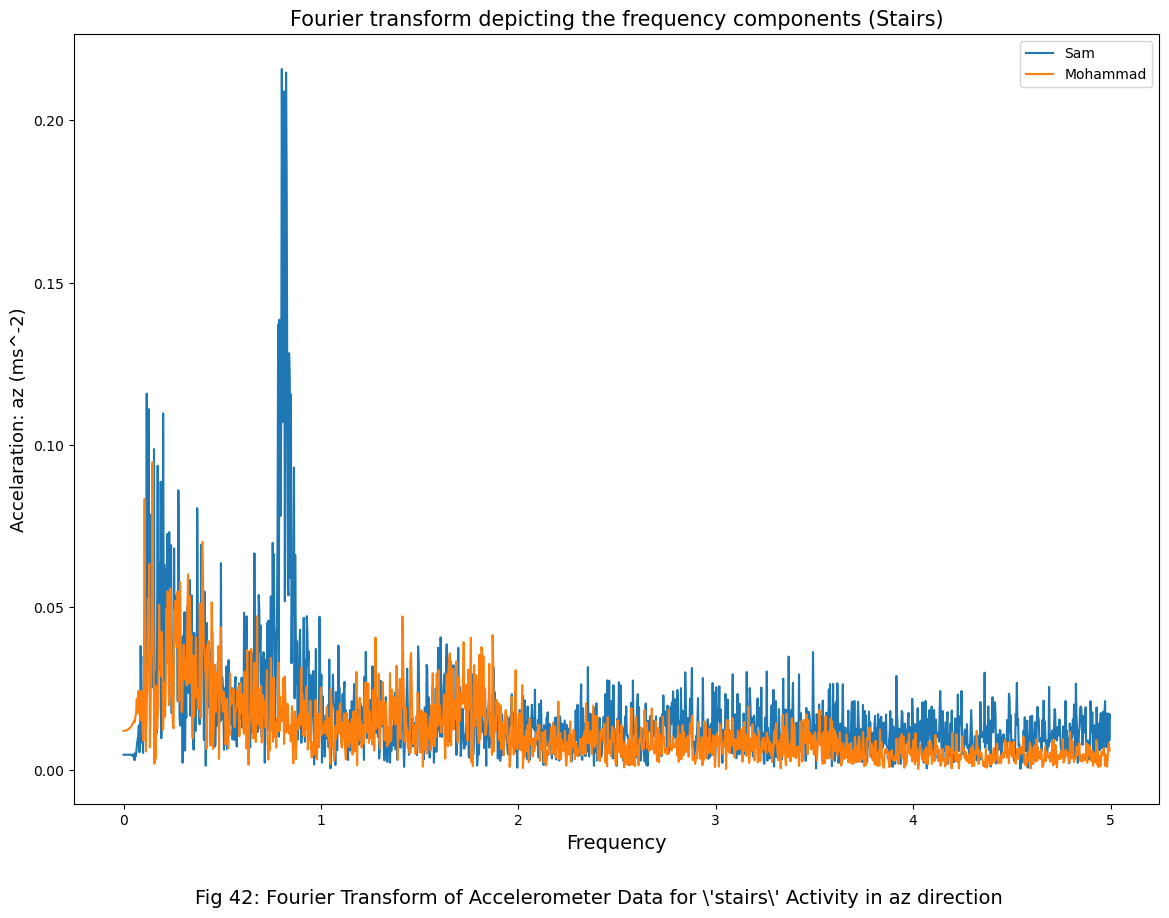 Fourier transform depicting the frequency components (Stairs)
Sam
Mohammad
0.20
0.15
0.10
0.05
0.00
Accelaration: az (ms^-2)
0 1 2 3 4 5
Frequency
Fig 42: Fourier Transform of Accelerometer Data for \'stairs\' Activity in az direction